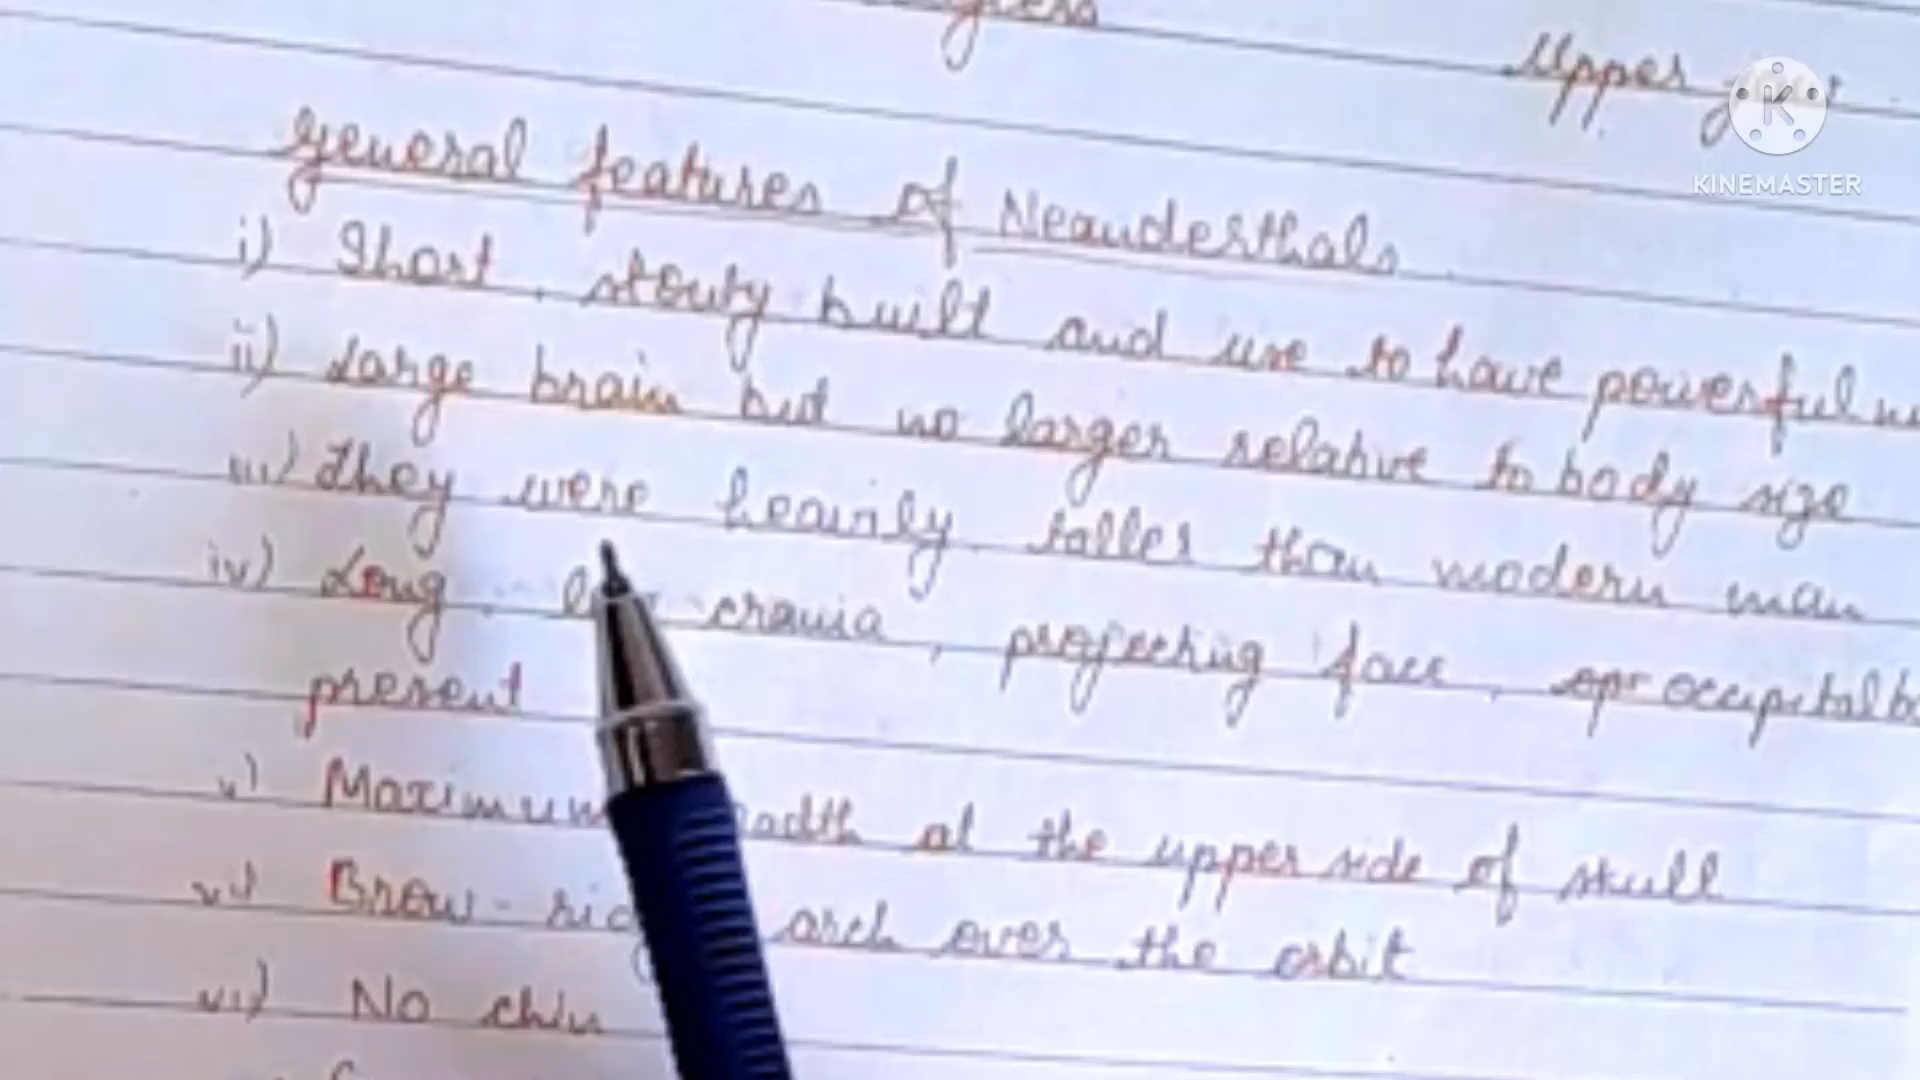 Upper
KINEMASTER
General features of Neanderthals
i) Short, stouty built and use to have powerful
ii) Large brain but no larger relative to body size
iii) They were heavily taller than modern man
iv) Long, crania, projecting face, occipital
present
v) Maximum at the upper side of skull
vi) Brow- arch over the orbit
vii) No chin